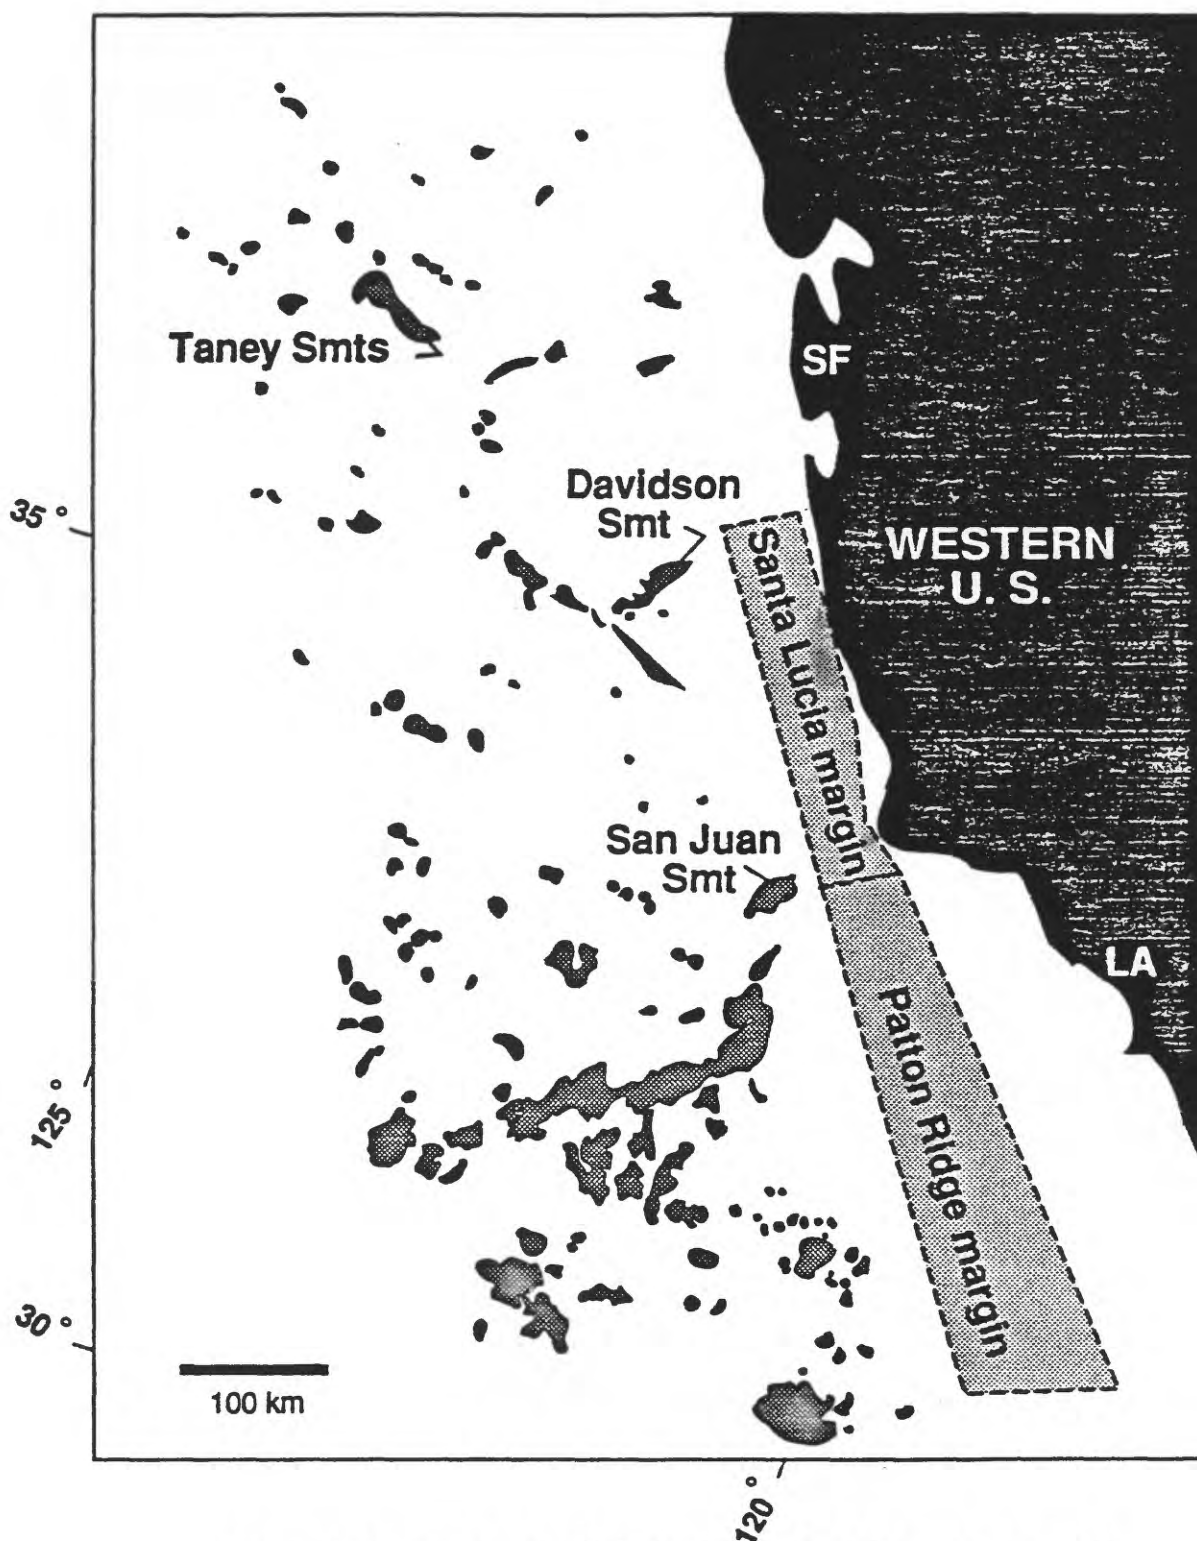 Taney Smts
SF
Davidson
Smt
35°
WESTERN
U. S.
Santa Lucia margin
San Juan
Smt
LA
Patton Ridge margin
125°
30°
100 km
120°